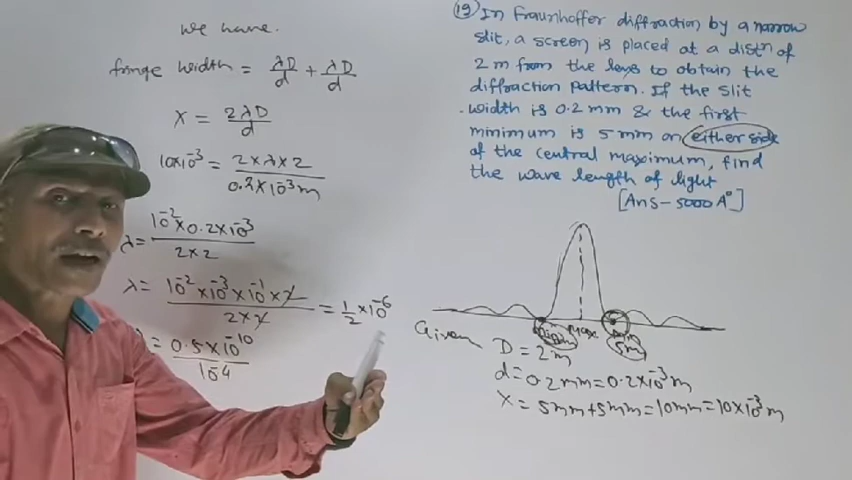 we have.
fringe width = λD/d + λD/d
x = 2λD/d
10×10⁻³ = 2×λ×2/0.2×10⁻³m
λ = 10⁻²×0.2×10⁻³/2×2
λ = 10⁻²×10⁻³×10⁻¹×2/2×2 = 1/2 ×10⁻⁶
= 0.5×10⁻¹⁰/10⁻⁴
19) In Fraunhoffer diffraction by a narrow
slit, a screen is placed at a distn of
2 m from the lens to obtain the
diffraction pattern. If the slit
width is 0.2 mm & the first
minimum is 5 mm on either side
of the central maximum, find
the wave length of light
[Ans - 5000 A°]
Max
5m
Given
D = 2m
d = 0.2 mm = 0.2×10⁻³m
x = 5mm + 5mm = 10mm = 10×10⁻³ m